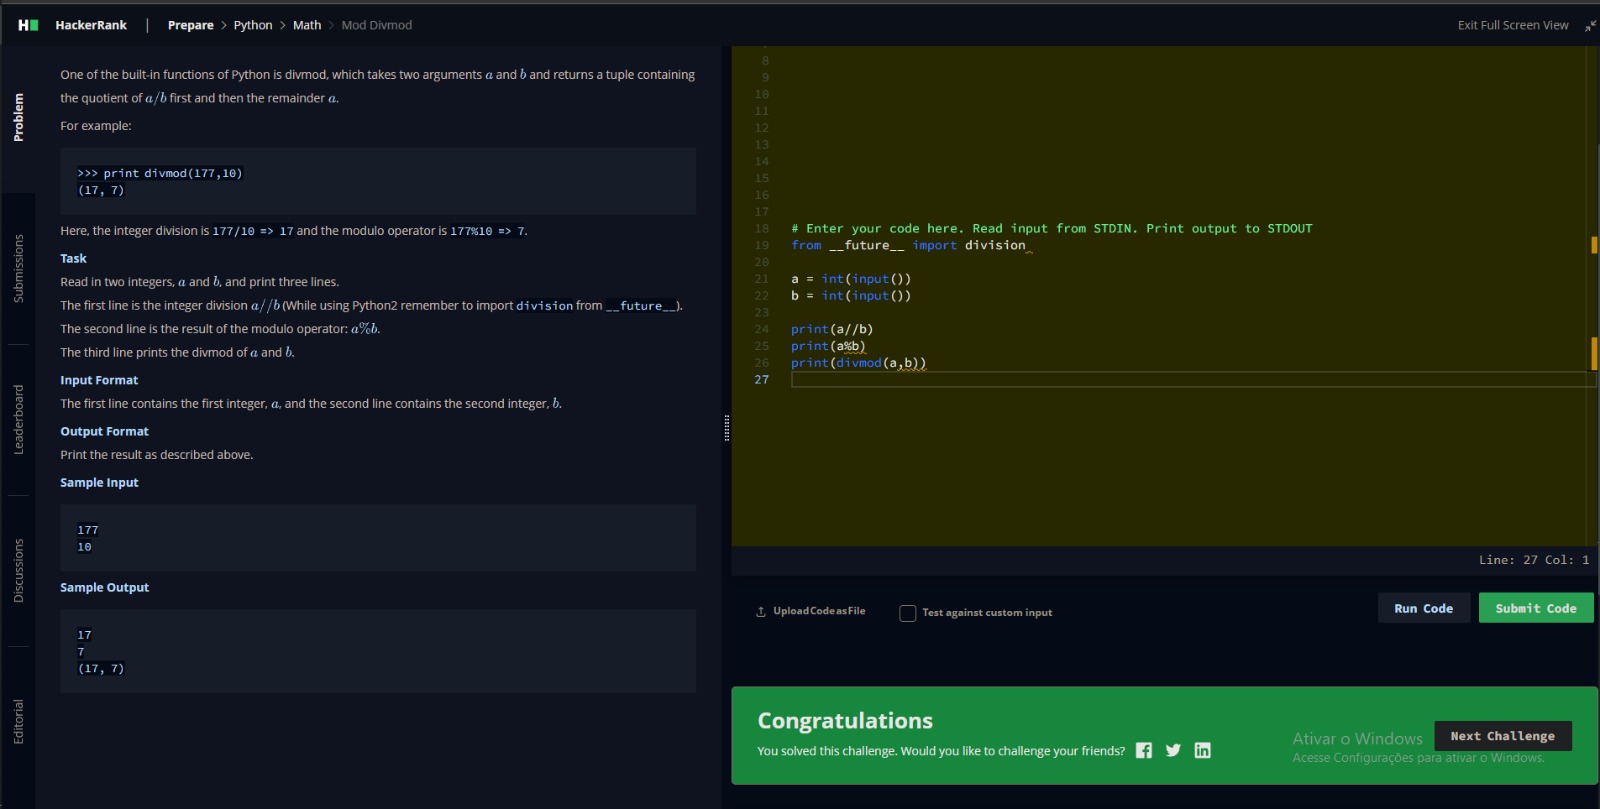 HackerRank | Prepare > Python > Math > Mod Divmod
Exit Full Screen View
Problem
Submissions
Leaderboard
Discussions
Editorial
One of the built-in functions of Python is divmod, which takes two arguments a and b and returns a tuple containing
the quotient of a/b first and then the remainder a.
For example:
>>> print divmod(177,10)
(17, 7)
Here, the integer division is 177/10 => 17 and the modulo operator is 177%10 => 7.
Task
Read in two integers, a and b, and print three lines.
The first line is the integer division a//b (While using Python2 remember to import division from __future__).
The second line is the result of the modulo operator: a%b.
The third line prints the divmod of a and b.
Input Format
The first line contains the first integer, a, and the second line contains the second integer, b.
Output Format
Print the result as described above.
Sample Input
177
10
Sample Output
17
7
(17, 7)
8
9
10
11
12
13
14
15
16
17
18 # Enter your code here. Read input from STDIN. Print output to STDOUT
19 from __future__ import division
20
21 a = int(input())
22 b = int(input())
23
24 print(a//b)
25 print(a%b)
26 print(divmod(a,b))
27
Line: 27 Col: 1
Upload Code as File
Test against custom input
Run Code
Submit Code
Congratulations
You solved this challenge. Would you like to challenge your friends?
Next Challenge
Ativar o Windows
Acesse Configurações para ativar o Windows.